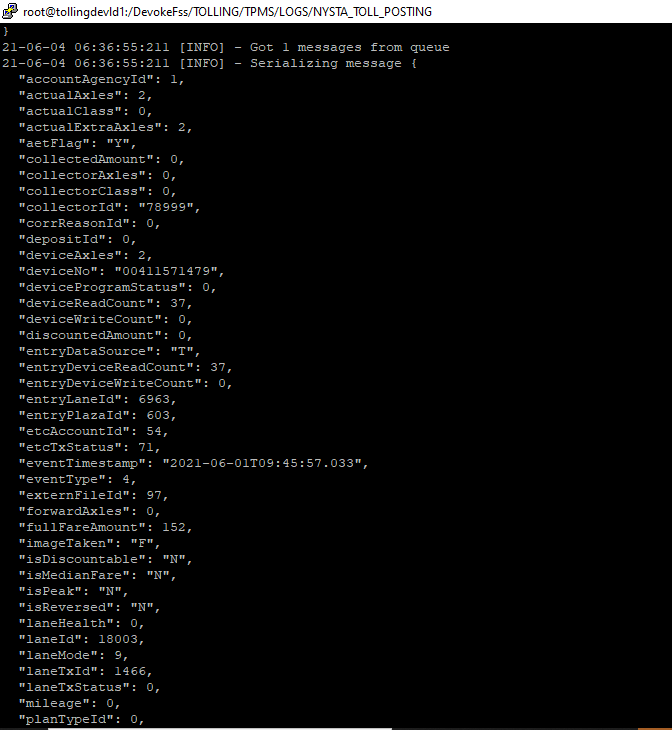 root@tollingdevld1:/DevokeFss/TOLLING/TPMS/LOGS/NYSTA_TOLL_POSTING
}
21-06-04 06:36:55:211 [INFO] - Got 1 messages from queue
21-06-04 06:36:55:211 [INFO] - Serializing message {
"accountAgencyId": 1,
"actualAxles": 2,
"actualClass": 0,
"actualExtraAxles": 2,
"aetFlag": "Y",
"collectedAmount": 0,
"collectorAxles": 0,
"collectorClass": 0,
"collectorId": "78999",
"corrReasonId": 0,
"depositId": 0,
"deviceAxles": 2,
"deviceNo": "00411571479",
"deviceProgramStatus": 0,
"deviceReadCount": 37,
"deviceWriteCount": 0,
"discountedAmount": 0,
"entryDataSource": "T",
"entryDeviceReadCount": 37,
"entryDeviceWriteCount": 0,
"entryLaneId": 6963,
"entryPlazaId": 603,
"etcAccountId": 54,
"etcTxStatus": 71,
"eventTimestamp": "2021-06-01T09:45:57.033",
"eventType": 4,
"externFileId": 97,
"forwardAxles": 0,
"fullFareAmount": 152,
"imageTaken": "F",
"isDiscountable": "N",
"isMedianFare": "N",
"isPeak": "N",
"isReversed": "N",
"laneHealth": 0,
"laneId": 18003,
"laneMode": 9,
"laneTxId": 1466,
"laneTxStatus": 0,
"mileage": 0,
"planTypeId": 0,